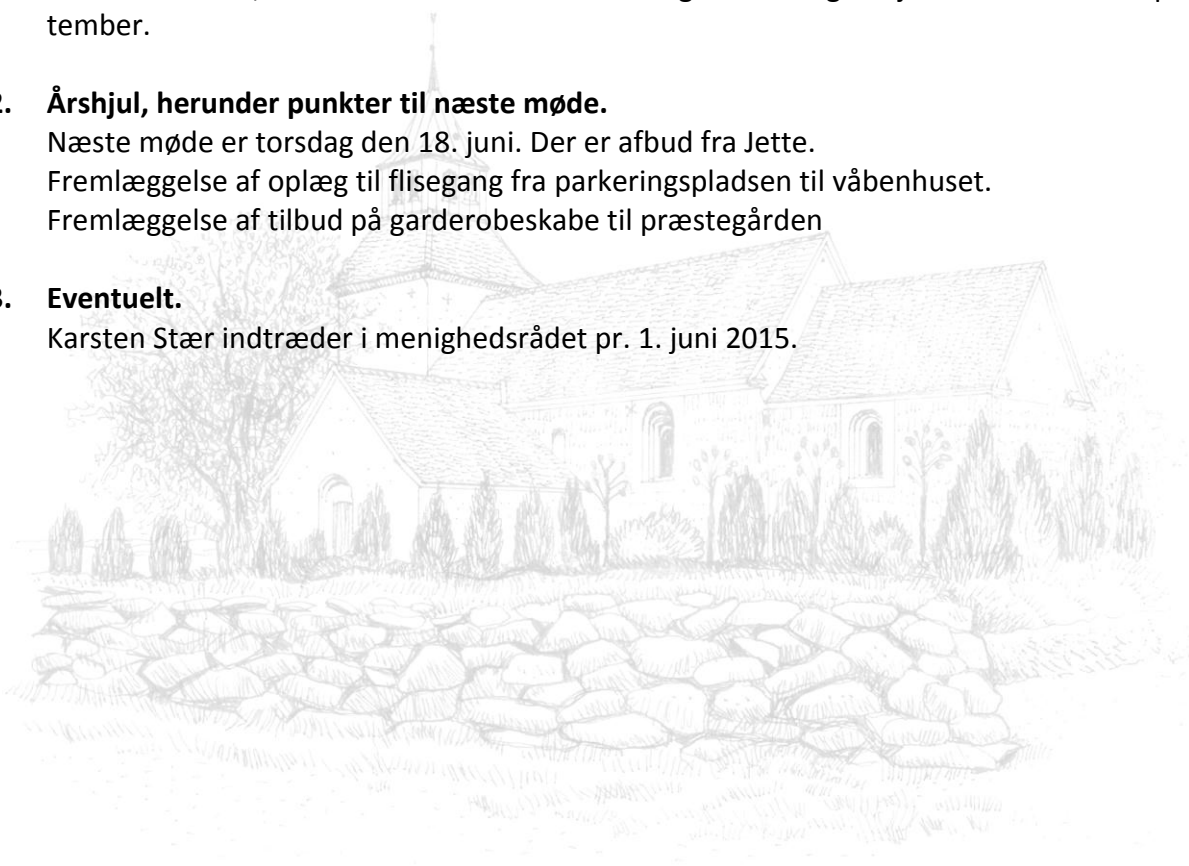 tember.
2. Årshjul, herunder punkter til næste møde.
Næste møde er torsdag den 18. juni. Der er afbud fra Jette.
Fremlæggelse af oplæg til flisegang fra parkeringspladsen til våbenhuset.
Fremlæggelse af tilbud på garderobeskabe til præstegården
3. Eventuelt.
Karsten Stær indtræder i menighedsrådet pr. 1. juni 2015.